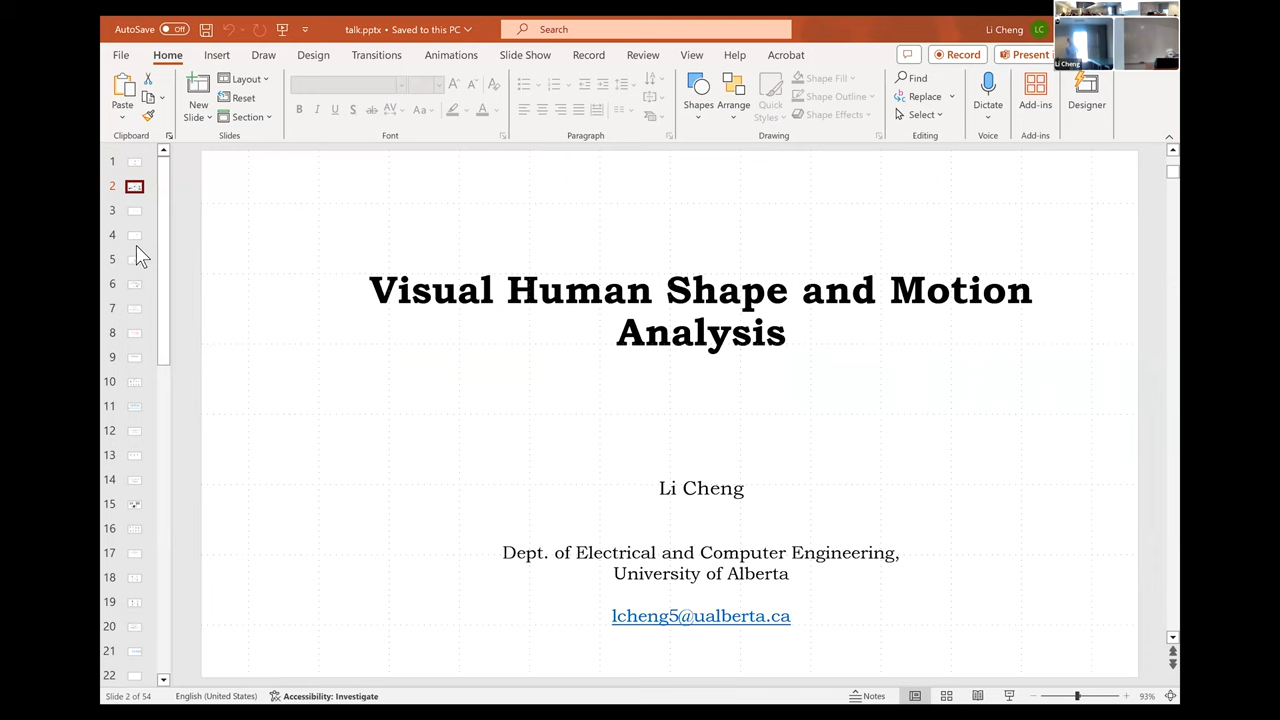 AutoSave Off talk.pptx • Saved to this PC Search Li Cheng LC
Li Cheng
File Home Insert Draw Design Transitions Animations Slide Show Record Review View Help Acrobat Record Present
Paste New Slide Layout Reset Section Shapes Arrange Quick Styles Shape Fill Shape Outline Shape Effects Find Replace Select Dictate Add-ins Designer
Clipboard Slides Font Paragraph Drawing Editing Voice Add-ins
1
2
3
4
5
6
7
8
9
10
11
12
13
14
15
16
17
18
19
20
21
22
Visual Human Shape and Motion
Analysis
Li Cheng
Dept. of Electrical and Computer Engineering,
University of Alberta
lcheng5@ualberta.ca
Slide 2 of 54 English (United States) Accessibility: Investigate Notes 93%